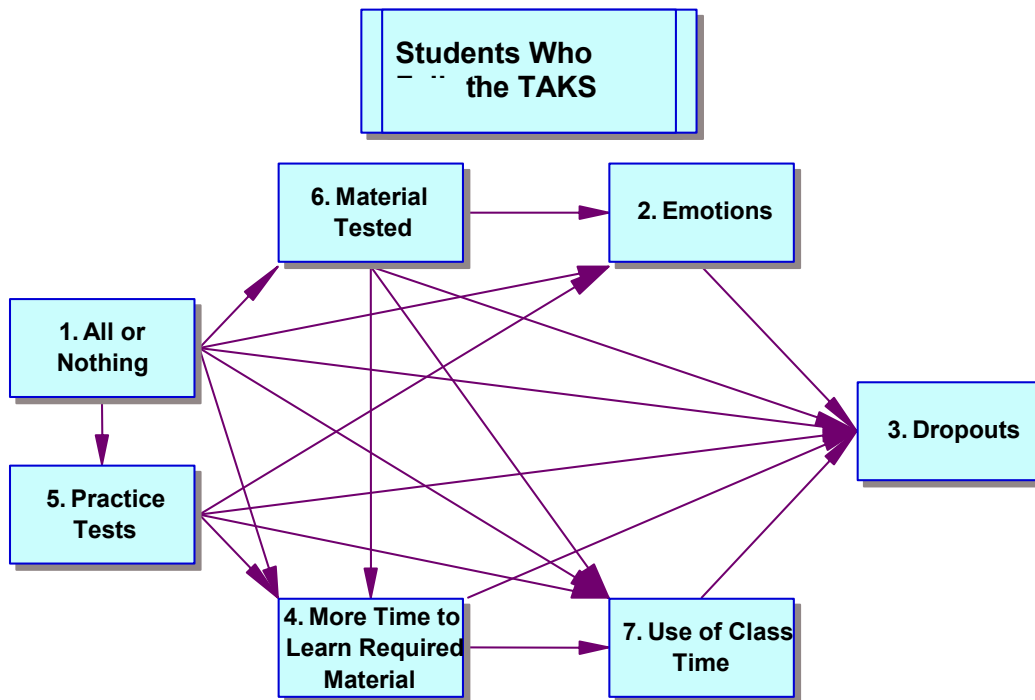 Students Who
the TAKS
6. Material
Tested
2. Emotions
1. All or
Nothing
3. Dropouts
5. Practice
Tests
4. More Time to
Learn Required
Material
7. Use of Class
Time